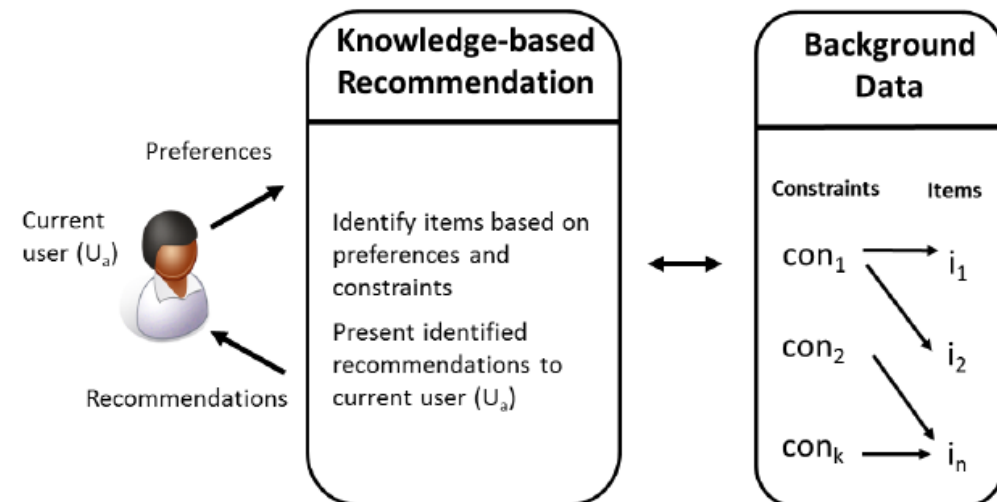 Knowledge-based
Recommendation
Background
Data
Preferences
Current
user (Uₐ)
Recommendations
Identify items based on
preferences and
constraints
Present identified
recommendations to
current user (Uₐ)
Constraints Items
con₁ i₁
i₂
con₂
conₖ iₙ